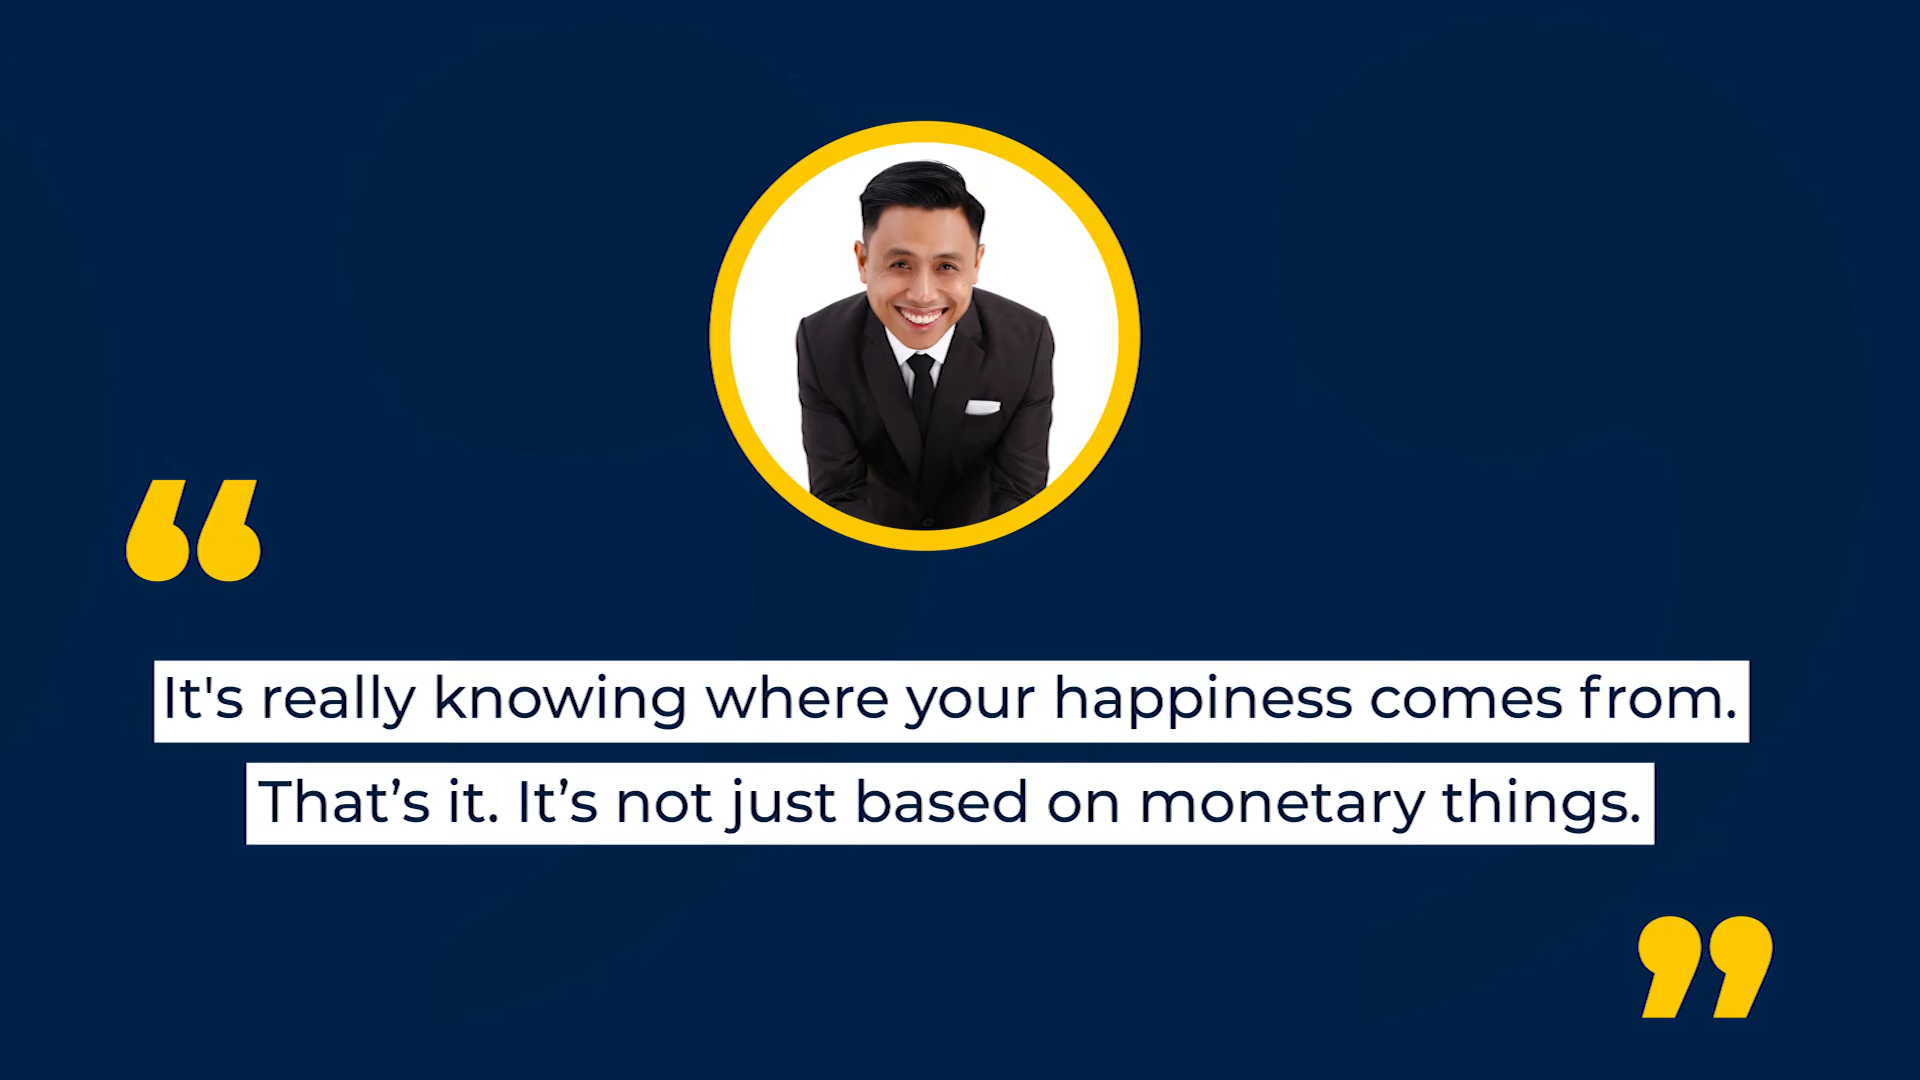 “
It's really knowing where your happiness comes from.
That’s it. It’s not just based on monetary things.
”